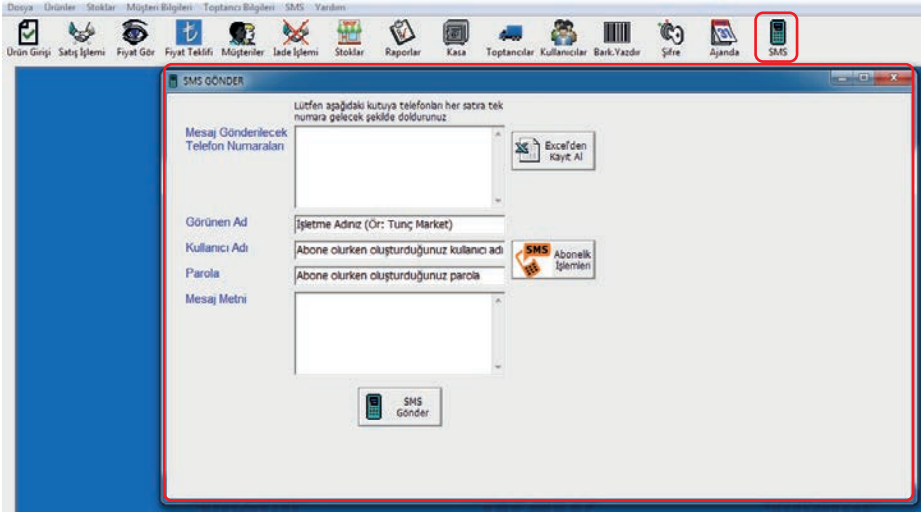 Dosya Ürünler Stoklar Müşteri Bilgileri Toptancı Bilgileri SMS Yardım
Ürün Girişi Satış İşlemi Fiyat Gör Fiyat Teklifi Müşteriler İade İşlemi Stoklar Raporlar Kasa Toptancılar Kullanıcılar Bark.Yazdır Şifre Ajanda SMS
SMS GÖNDER
Lütfen aşağıdaki kutuya telefonları her satıra tek
numara gelecek şekilde doldurunuz
Mesaj Gönderilecek
Telefon Numaraları
Excel'den
Kayıt Al
Görünen Ad
İşletme Adınız (Ör: Tunç Market)
Kullanıcı Adı
Abone olurken oluşturduğunuz kullanıcı adı
SMS Abonelik
İşlemleri
Parola
Abone olurken oluşturduğunuz parola
Mesaj Metni
SMS
Gönder